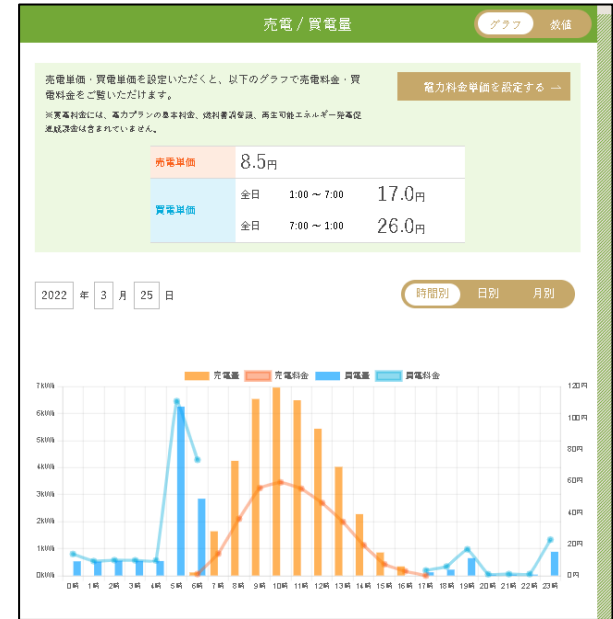 売電 / 買電量
グラフ 数値
売電単価・買電単価を設定いただくと、以下のグラフで売電料金・買
電料金をご覧いただけます。
電力料金単価を設定する →
※買電料金には、電力プランの基本料金、燃料費調整額、再生可能エネルギー発電促
進賦課金は含まれていません。
売電単価 8.5円
買電単価
全日 1:00 ~ 7:00 17.0円
全日 7:00 ~ 1:00 26.0円
2022 年 3 月 25 日
時間別 日別 月別
売電量 売電料金 買電量 買電料金
7kWh 120円
6kWh 100円
5kWh 80円
4kWh
3kWh 60円
2kWh 40円
1kWh 20円
0kWh 0円
0時 1時 2時 3時 4時 5時 6時 7時 8時 9時 10時 11時 12時 13時 14時 15時 16時 17時 18時 19時 20時 21時 22時 23時